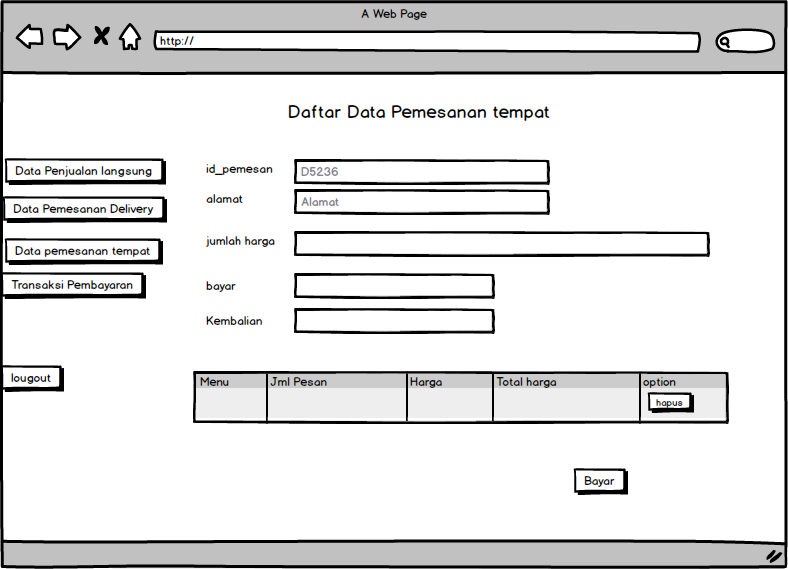 A Web Page
http://
Daftar Data Pemesanan tempat
Data Penjualan langsung
Data Pemesanan Delivery
Data pemesanan tempat
Transaksi Pembayaran
lougout
id_pemesan D5236
alamat Alamat
jumlah harga
bayar
Kembalian
Menu Jml Pesan Harga Total harga option
hapus
Bayar